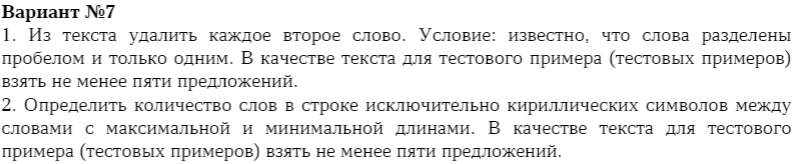 Вариант №7
1. Из текста удалить каждое второе слово. Условие: известно, что слова разделены
пробелом и только одним. В качестве текста для тестового примера (тестовых примеров)
взять не менее пяти предложений.
2. Определить количество слов в строке исключительно кириллических символов между
словами с максимальной и минимальной длинами. В качестве текста для тестового
примера (тестовых примеров) взять не менее пяти предложений.